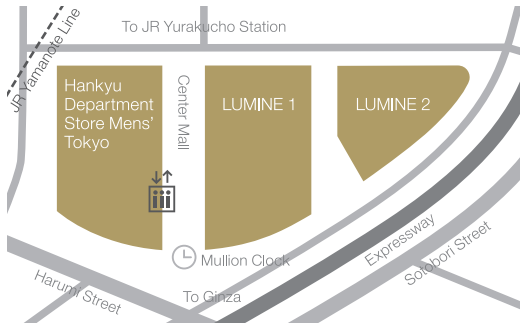 To JR Yurakucho Station
JR Yamanote Line
Hankyu
Department
Store Mens'
Tokyo
Center Mall
LUMINE 1
LUMINE 2
Mullion Clock
Expressway
Sotobori Street
Harumi Street
To Ginza